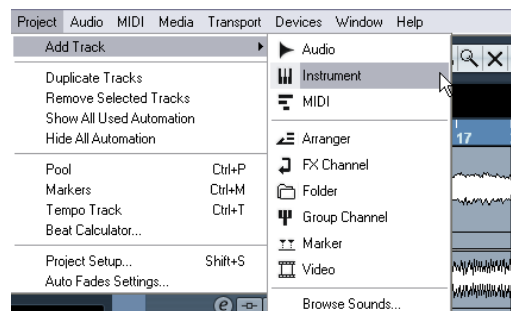 Project Audio MIDI Media Transport Devices Window Help
Add Track
Duplicate Tracks
Remove Selected Tracks
Show All Used Automation
Hide All Automation
Pool Ctrl+P
Markers Ctrl+M
Tempo Track Ctrl+T
Beat Calculator...
Project Setup... Shift+S
Auto Fades Settings...
Audio
Instrument
MIDI
Arranger
FX Channel
Folder
Group Channel
Marker
Video
Browse Sounds...
17
e